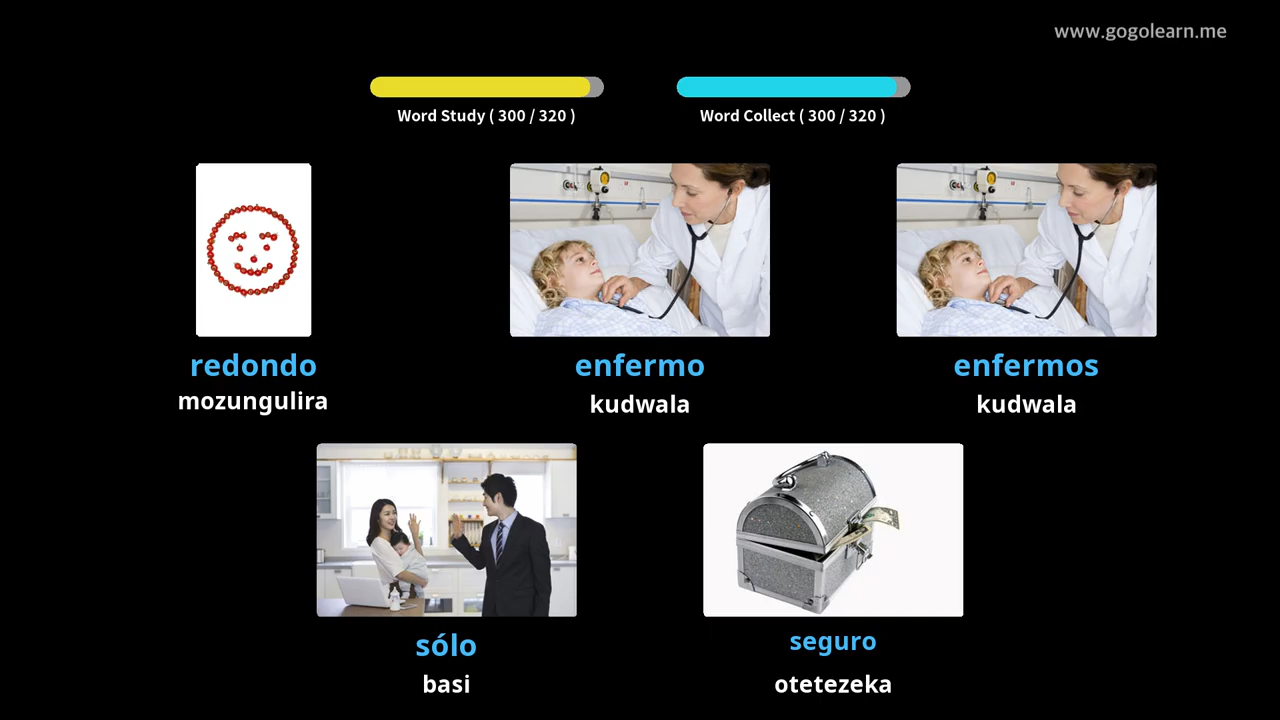 www.gogolearn.me
Word Study ( 300 / 320 )
Word Collect ( 300 / 320 )
redondo
mozungulira
enfermo
kudwala
enfermos
kudwala
sólo
basi
seguro
otetezeka